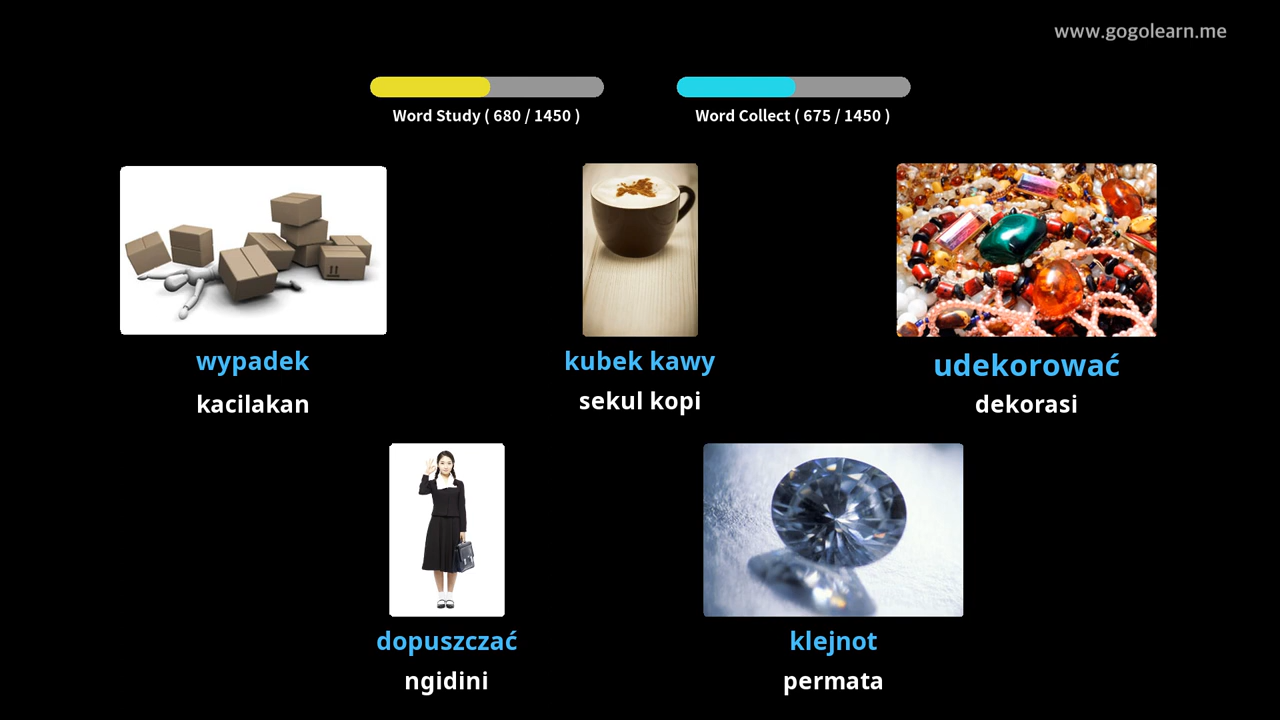 www.gogolearn.me
Word Study ( 680 / 1450 )
Word Collect ( 675 / 1450 )
wypadek
kacilakan
kubek kawy
sekul kopi
udekorować
dekorasi
dopuszczać
ngidini
klejnot
permata